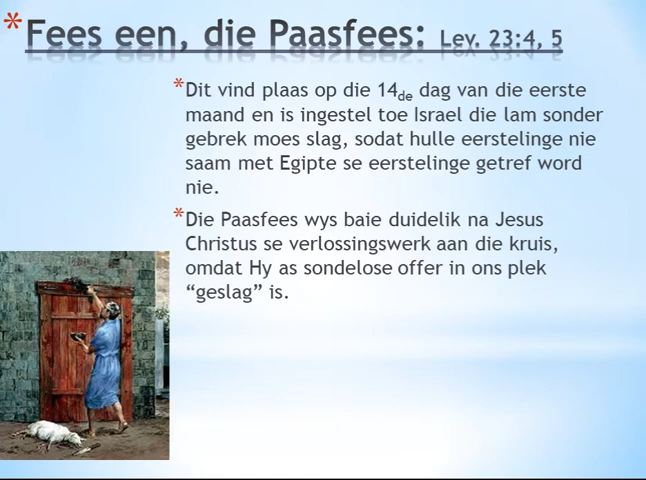 * Fees een, die Paasfees: Lev. 23:4, 5
* Dit vind plaas op die 14de dag van die eerste
maand en is ingestel toe Israel die lam sonder
gebrek moes slag, sodat hulle eerstelinge nie
saam met Egipte se eerstelinge getref word
nie.
* Die Paasfees wys baie duidelik na Jesus
Christus se verlossingswerk aan die kruis,
omdat Hy as sondelose offer in ons plek
“geslag” is.